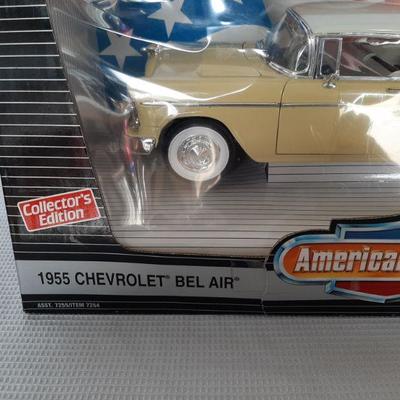 Collector's
Edition
American
1955 CHEVROLET® BEL AIR®
ASST. 7255/ITEM 7254